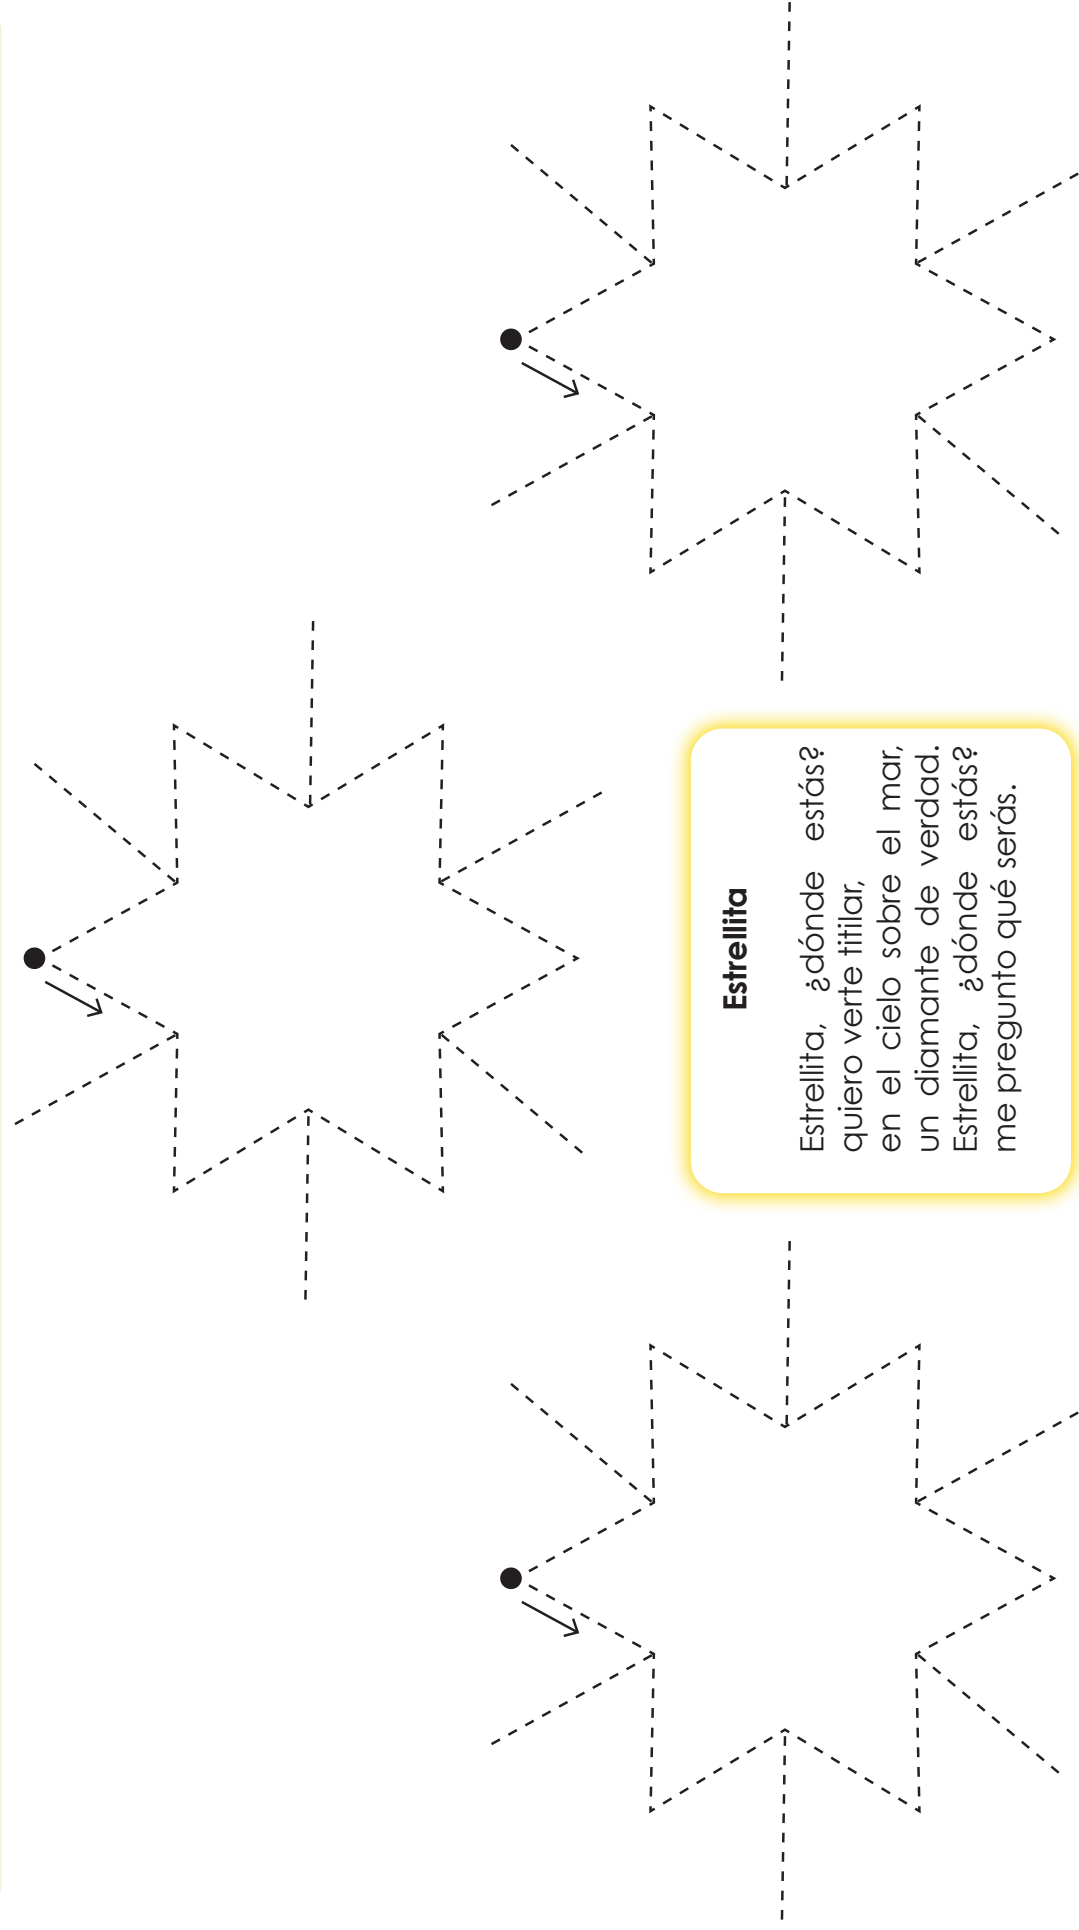 Estrellita
Estrellita, ¿dónde estás?
quiero verte titilar,
en el cielo sobre el mar,
un diamante de verdad.
Estrellita, ¿dónde estás?
me pregunto qué serás.